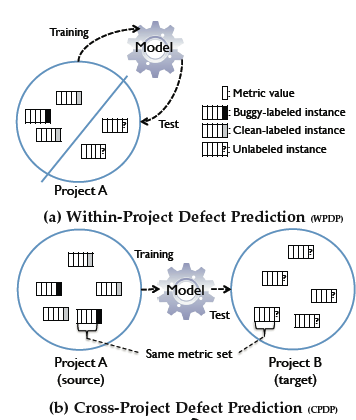 Training
Model
: Metric value
: Buggy-labeled instance
: Clean-labeled instance
?: Unlabeled instance
?
?
Test
Project A
(a) Within-Project Defect Prediction (WPDP)
Training
Model
Test
?
?
?
?
?
Same metric set
Project A
(source)
Project B
(target)
(b) Cross-Project Defect Prediction (CPDP)